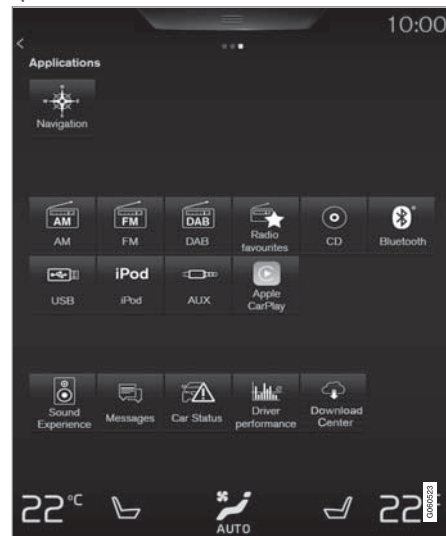 10:00
Applications
Navigation
AM FM DAB
AM FM DAB Radio favourites CD Bluetooth
iPod
USB iPod AUX Apple CarPlay
Sound Experience Messages Car Status Driver performance Download Center
22°C 22°
AUTO
G060523